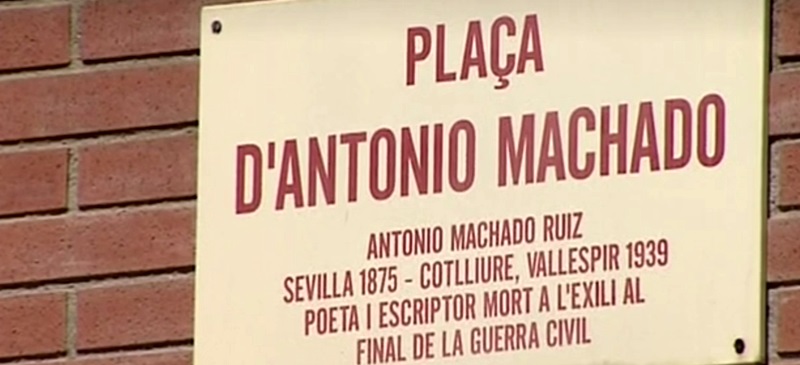 PLAÇA
D'ANTONIO MACHADO
ANTONIO MACHADO RUIZ
SEVILLA 1875 - COTLLIURE, VALLESPIR 1939
POETA I ESCRIPTOR MORT A L'EXILI AL
FINAL DE LA GUERRA CIVIL